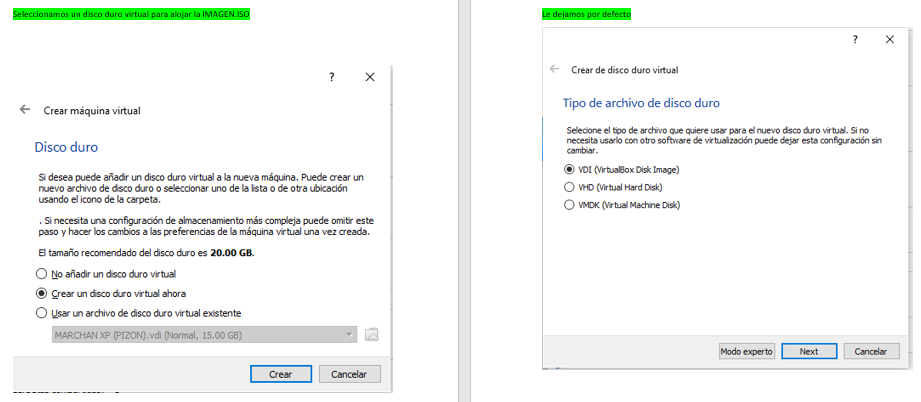 Seleccionamos un disco duro virtual para alojar la IMAGEN.ISO
?
Crear máquina virtual
Disco duro
Si desea puede añadir un disco duro virtual a la nueva máquina. Puede crear un
nuevo archivo de disco duro o seleccionar uno de la lista o de otra ubicación
usando el icono de la carpeta.
. Si necesita una configuración de almacenamiento más compleja puede omitir este
paso y hacer los cambios a las preferencias de la máquina virtual una vez creada.
El tamaño recomendado del disco duro es 20.00 GB.
No añadir un disco duro virtual
Crear un disco duro virtual ahora
Usar un archivo de disco duro virtual existente
MARCHAN XP (PIZON).vdi (Normal, 15.00 GB)
Crear
Cancelar
Le dejamos por defecto
?
Crear de disco duro virtual
Tipo de archivo de disco duro
Selecione el tipo de archivo que quiere usar para el nuevo disco duro virtual. Si no
necesita usarlo con otro software de virtualización puede dejar esta configuración sin
cambiar.
VDI (VirtualBox Disk Image)
VHD (Virtual Hard Disk)
VMDK (Virtual Machine Disk)
Modo experto
Next
Cancelar